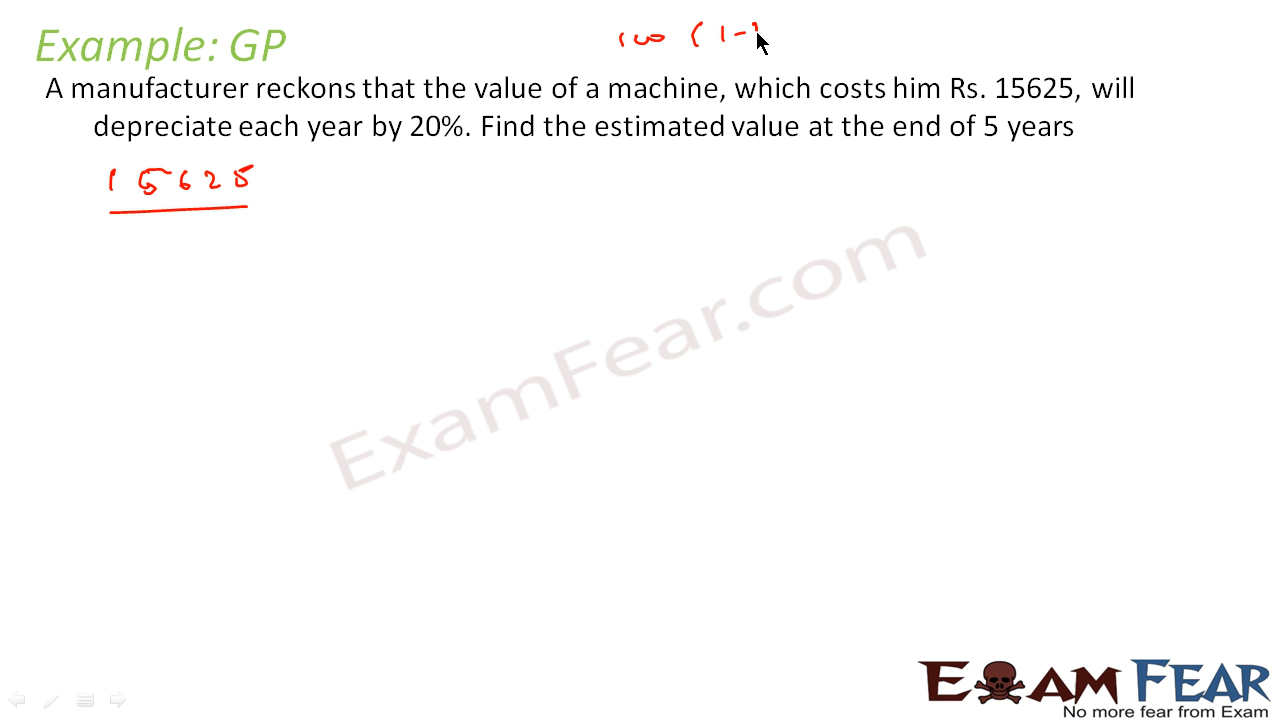 Example: GP
100 ( 1 -
A manufacturer reckons that the value of a machine, which costs him Rs. 15625, will
depreciate each year by 20%. Find the estimated value at the end of 5 years
15625
ExamFear.com
EXAM FEAR
No more fear from Exam